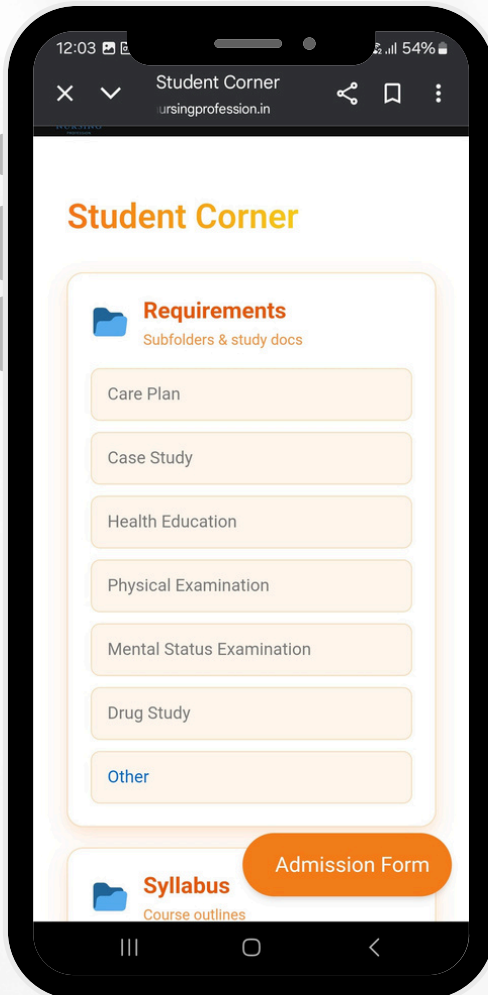 12:03
54%
Student Corner
ursingprofession.in
NURSING
Student Corner
Requirements
Subfolders & study docs
Care Plan
Case Study
Health Education
Physical Examination
Mental Status Examination
Drug Study
Other
Admission Form
Syllabus
Course outlines